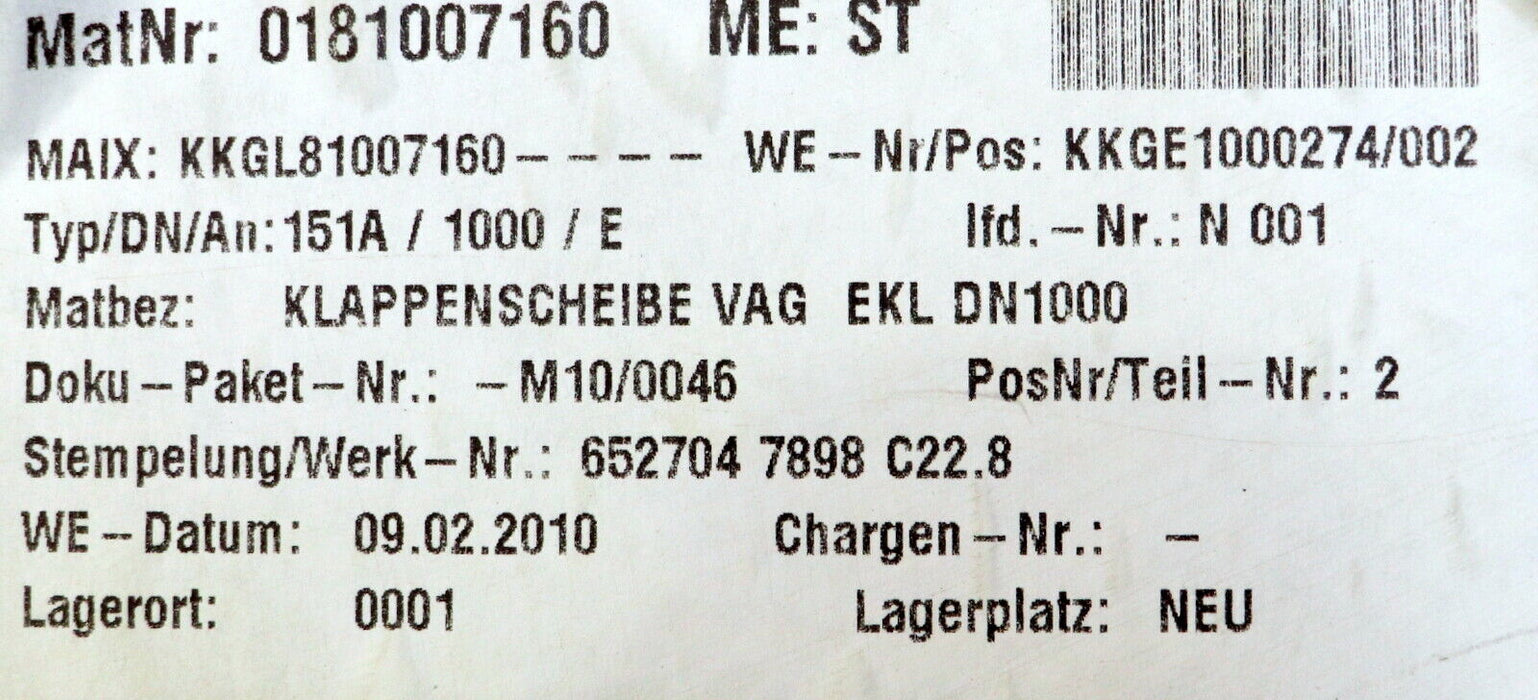 MatNr: 0181007160 ME: ST
MAIX: KKGL81007160---- WE-Nr/Pos: KKGE1000274/002
Typ/DN/An: 151A / 1000 / E lfd.-Nr.: N 001
Matbez: KLAPPENSCHEIBE VAG EKL DN1000
Doku-Paket-Nr.: -M10/0046 PosNr/Teil-Nr.: 2
Stempelung/Werk-Nr.: 652704 7898 C22.8
WE-Datum: 09.02.2010 Chargen-Nr.: -
Lagerort: 0001 Lagerplatz: NEU